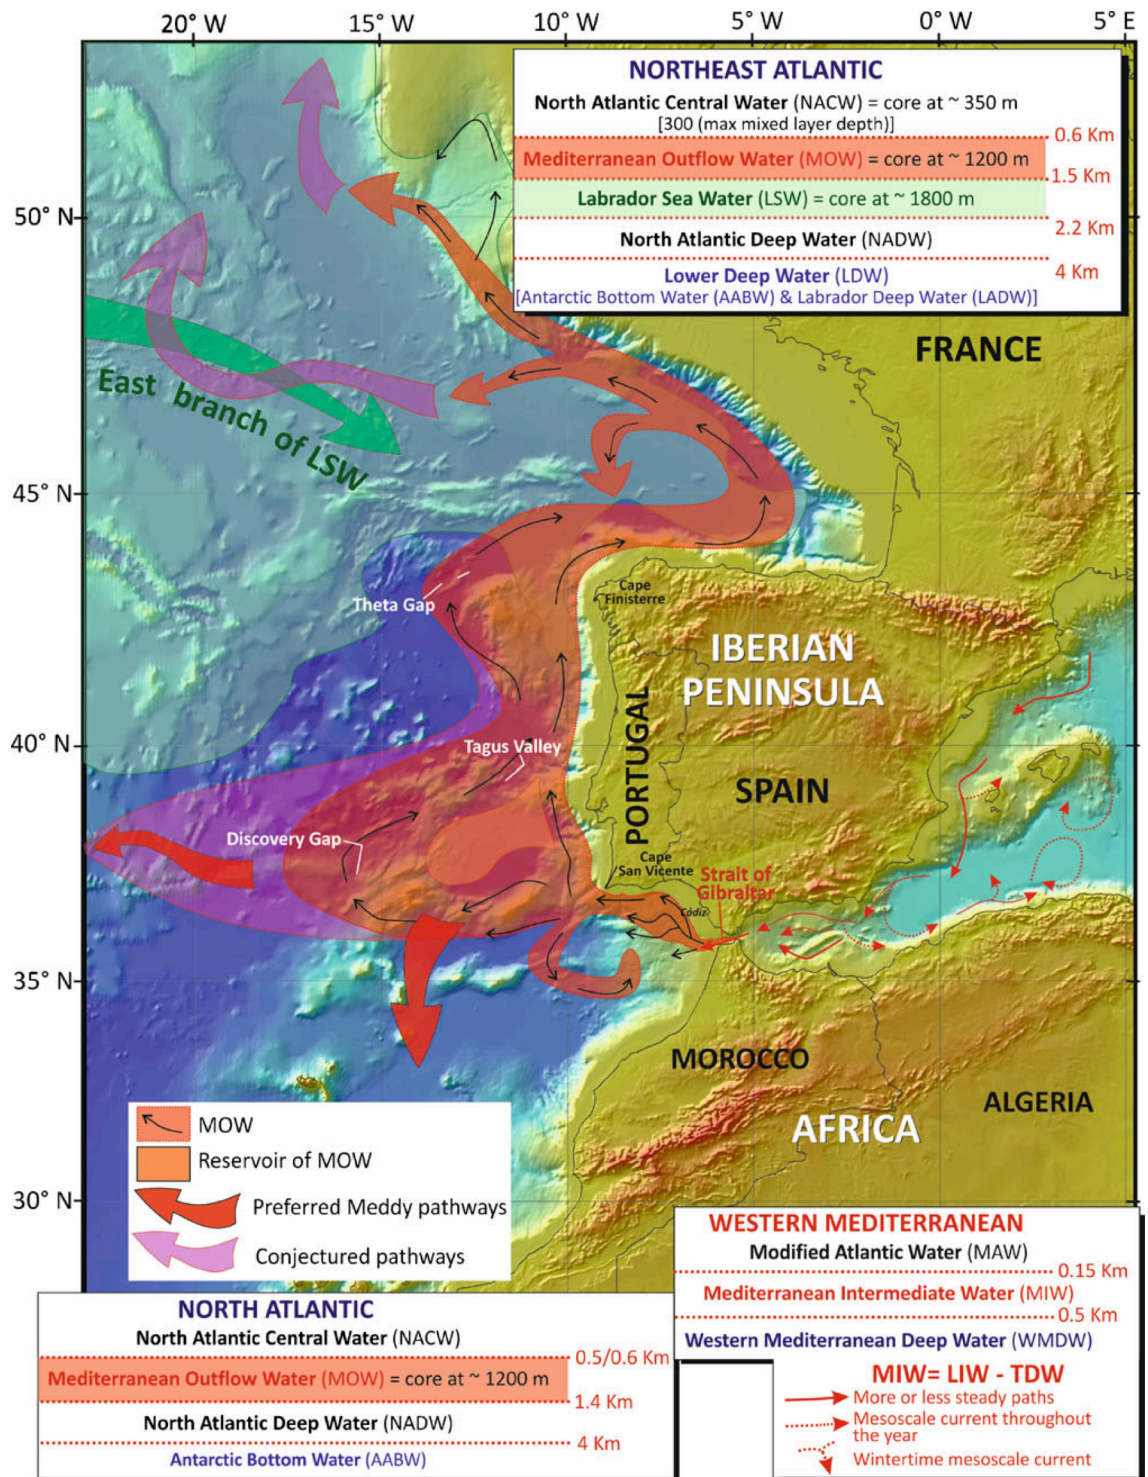 20° W
15° W
10° W
5° W
0° W
5° E
NORTHEAST ATLANTIC
North Atlantic Central Water (NACW) = core at ~ 350 m
[300 (max mixed layer depth)]
0.6 Km
Mediterranean Outflow Water (MOW) = core at ~ 1200 m
1.5 Km
Labrador Sea Water (LSW) = core at ~ 1800 m
2.2 Km
North Atlantic Deep Water (NADW)
4 Km
Lower Deep Water (LDW)
[Antarctic Bottom Water (AABW) & Labrador Deep Water (LADW)]
50° N
45° N
40° N
35° N
30° N
FRANCE
East branch of LSW
Theta Gap
Cape
Finisterre
IBERIAN
PENINSULA
PORTUGAL
Tagus Valley
SPAIN
Discovery Gap
Cape
San Vicente
Strait of
Gibraltar
Cádiz
MOROCCO
ALGERIA
AFRICA
MOW
Reservoir of MOW
Preferred Meddy pathways
Conjectured pathways
NORTH ATLANTIC
North Atlantic Central Water (NACW)
0.5/0.6 Km
Mediterranean Outflow Water (MOW) = core at ~ 1200 m
1.4 Km
North Atlantic Deep Water (NADW)
4 Km
Antarctic Bottom Water (AABW)
WESTERN MEDITERRANEAN
Modified Atlantic Water (MAW)
0.15 Km
Mediterranean Intermediate Water (MIW)
0.5 Km
Western Mediterranean Deep Water (WMDW)
MIW= LIW - TDW
More or less steady paths
Mesoscale current throughout
the year
Wintertime mesoscale current